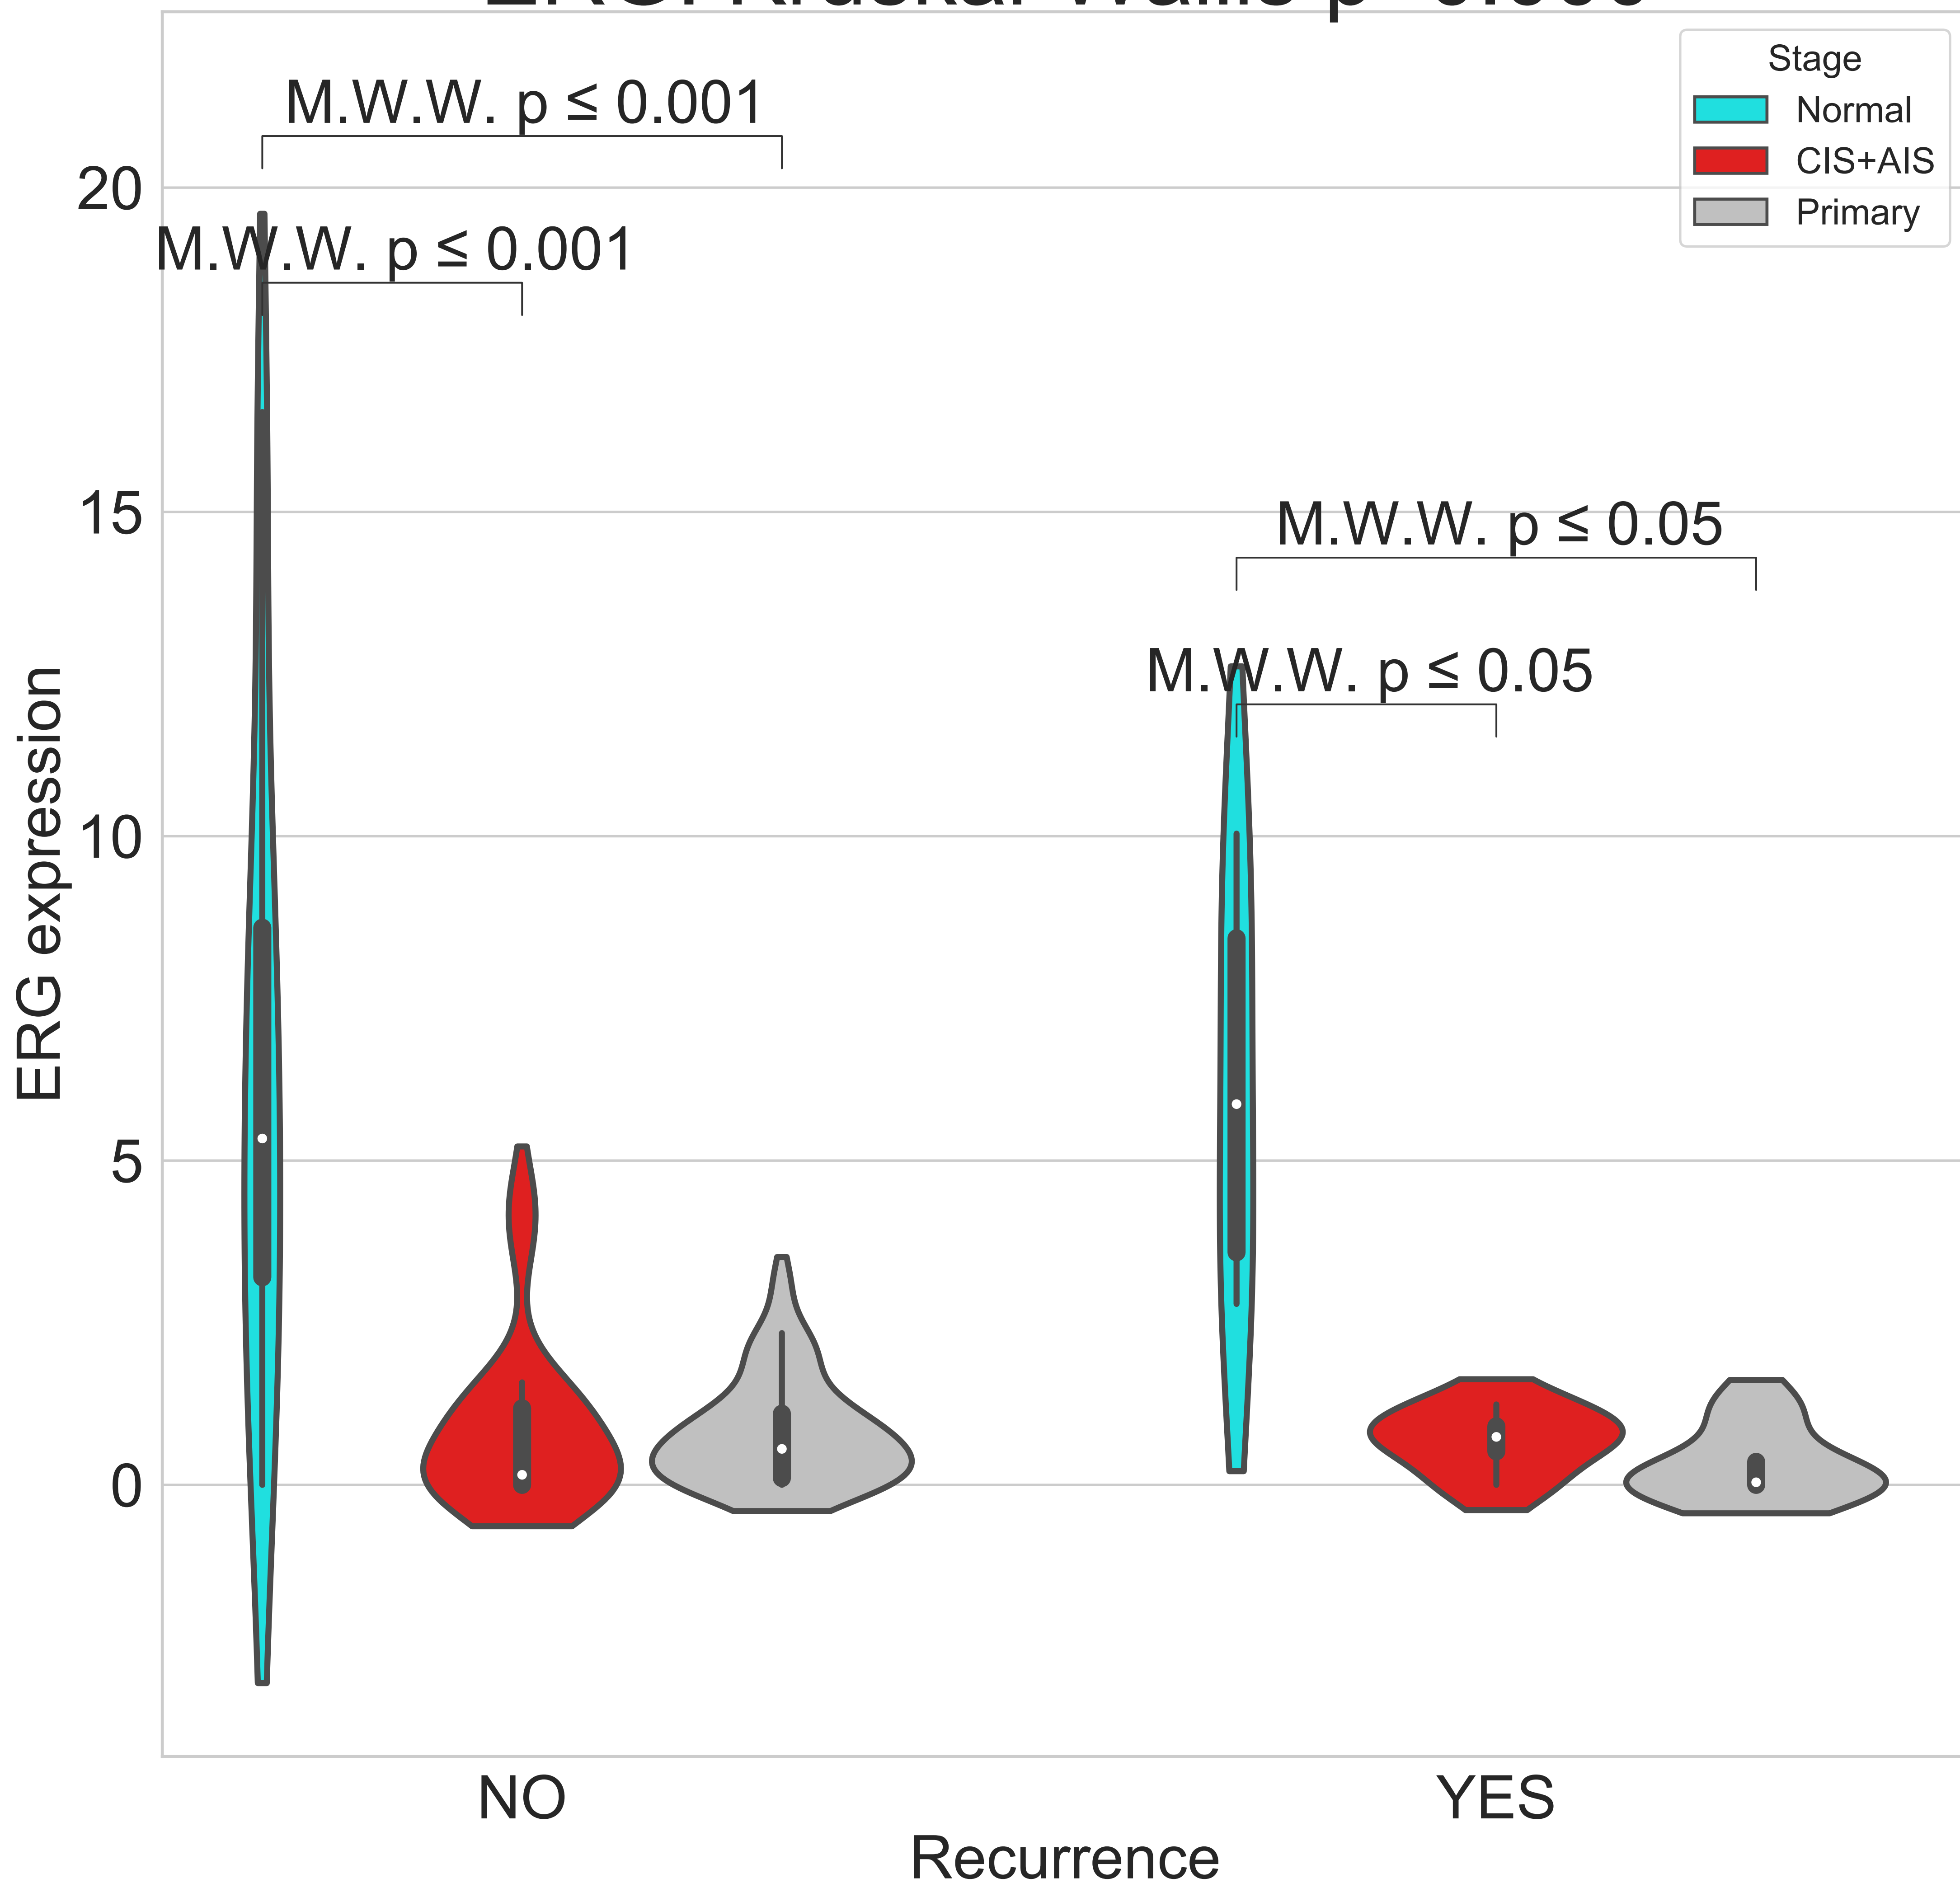 Stage
Normal
CIS+AIS
Primary
M.W.W. p ≤ 0.001
M.W.W. p ≤ 0.001
M.W.W. p ≤ 0.05
M.W.W. p ≤ 0.05
20
15
10
5
0
ERG expression
NO
YES
Recurrence